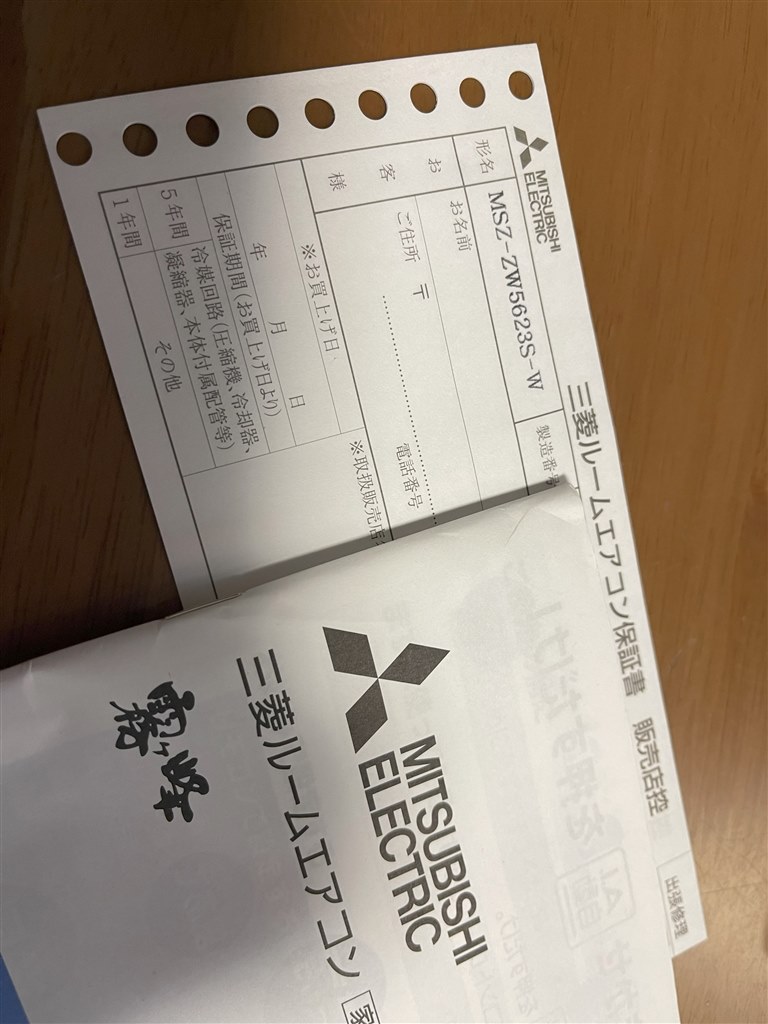 MITSUBISHI
ELECTRIC
三菱ルームエアコン保証書 販売店控
出張修理
形名 MSZ-ZW5623S-W 製造番号
お客様
お名前
ご住所 〒
電話番号
※お買上げ日
年 月 日
※取扱販売店
保証期間(お買上げ日より)
5年間 冷媒回路(圧縮機、冷却器、
凝縮器、本体付属配管等)
1年間 その他
MITSUBISHI
ELECTRIC
三菱ルームエアコン 家
霧ヶ峰